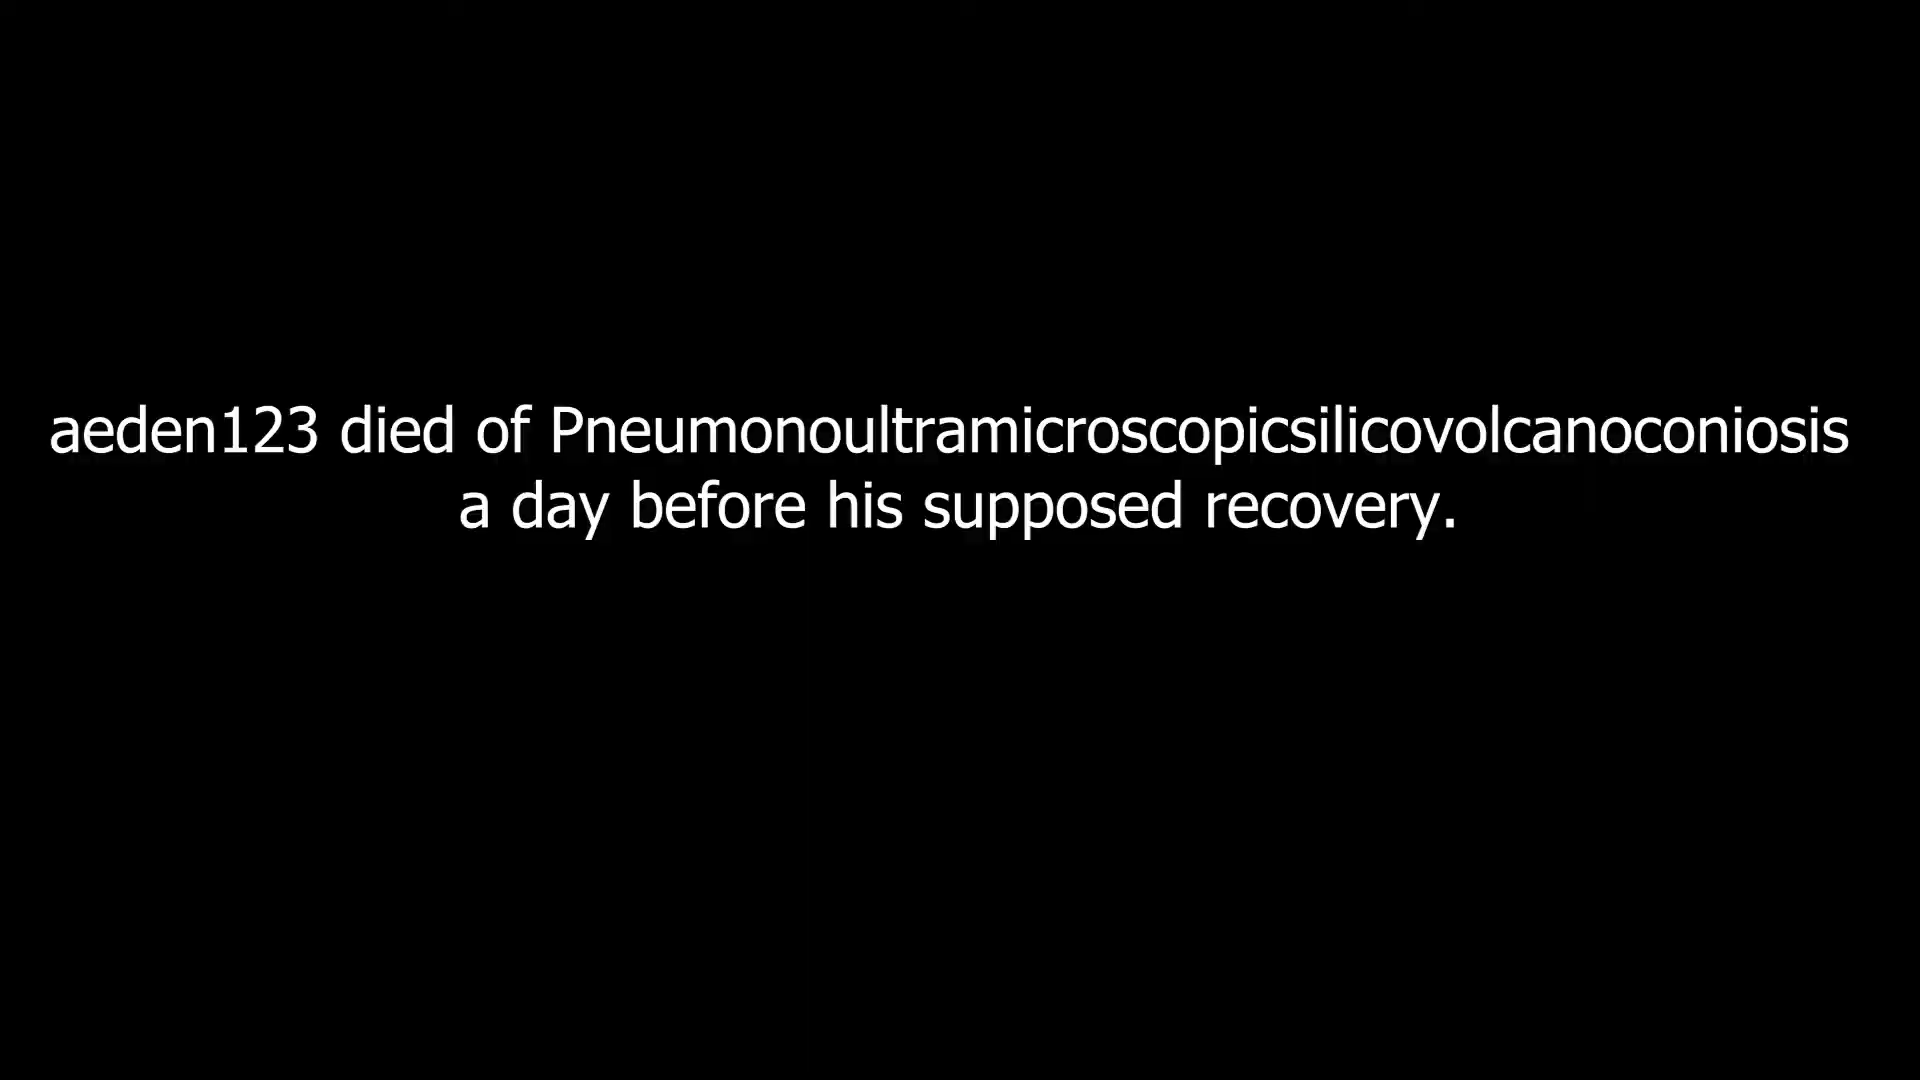 aeden123 died of Pneumonoultramicroscopicsilicovolcanoconiosis
a day before his supposed recovery.